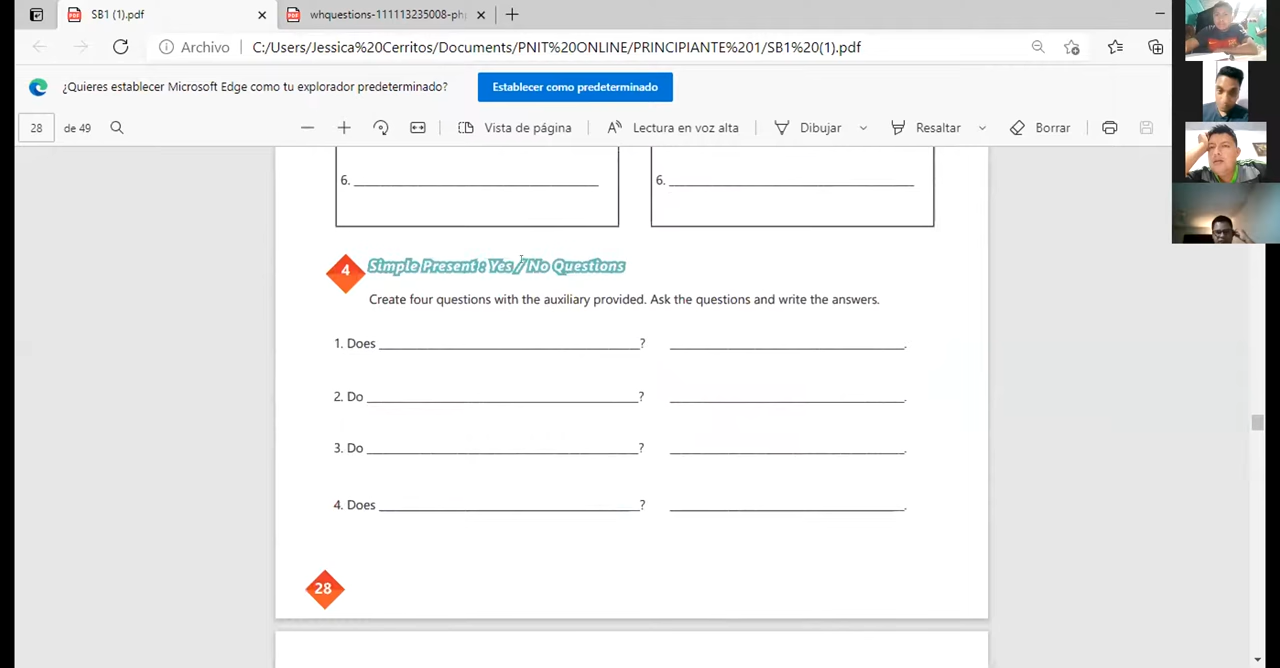 SB1 (1).pdf
whquestions-111113235008-ph
Archivo C:/Users/Jessica%20Cerritos/Documents/PNIT%20ONLINE/PRINCIPIANTE%201/SB1%20(1).pdf
¿Quieres establecer Microsoft Edge como tu explorador predeterminado? Establecer como predeterminado
28 de 49 Vista de página Lectura en voz alta Dibujar Resaltar Borrar
6. 6.
4 Simple Present : Yes / No Questions
Create four questions with the auxiliary provided. Ask the questions and write the answers.
1. Does ? .
2. Do ? .
3. Do ? .
4. Does ? .
28